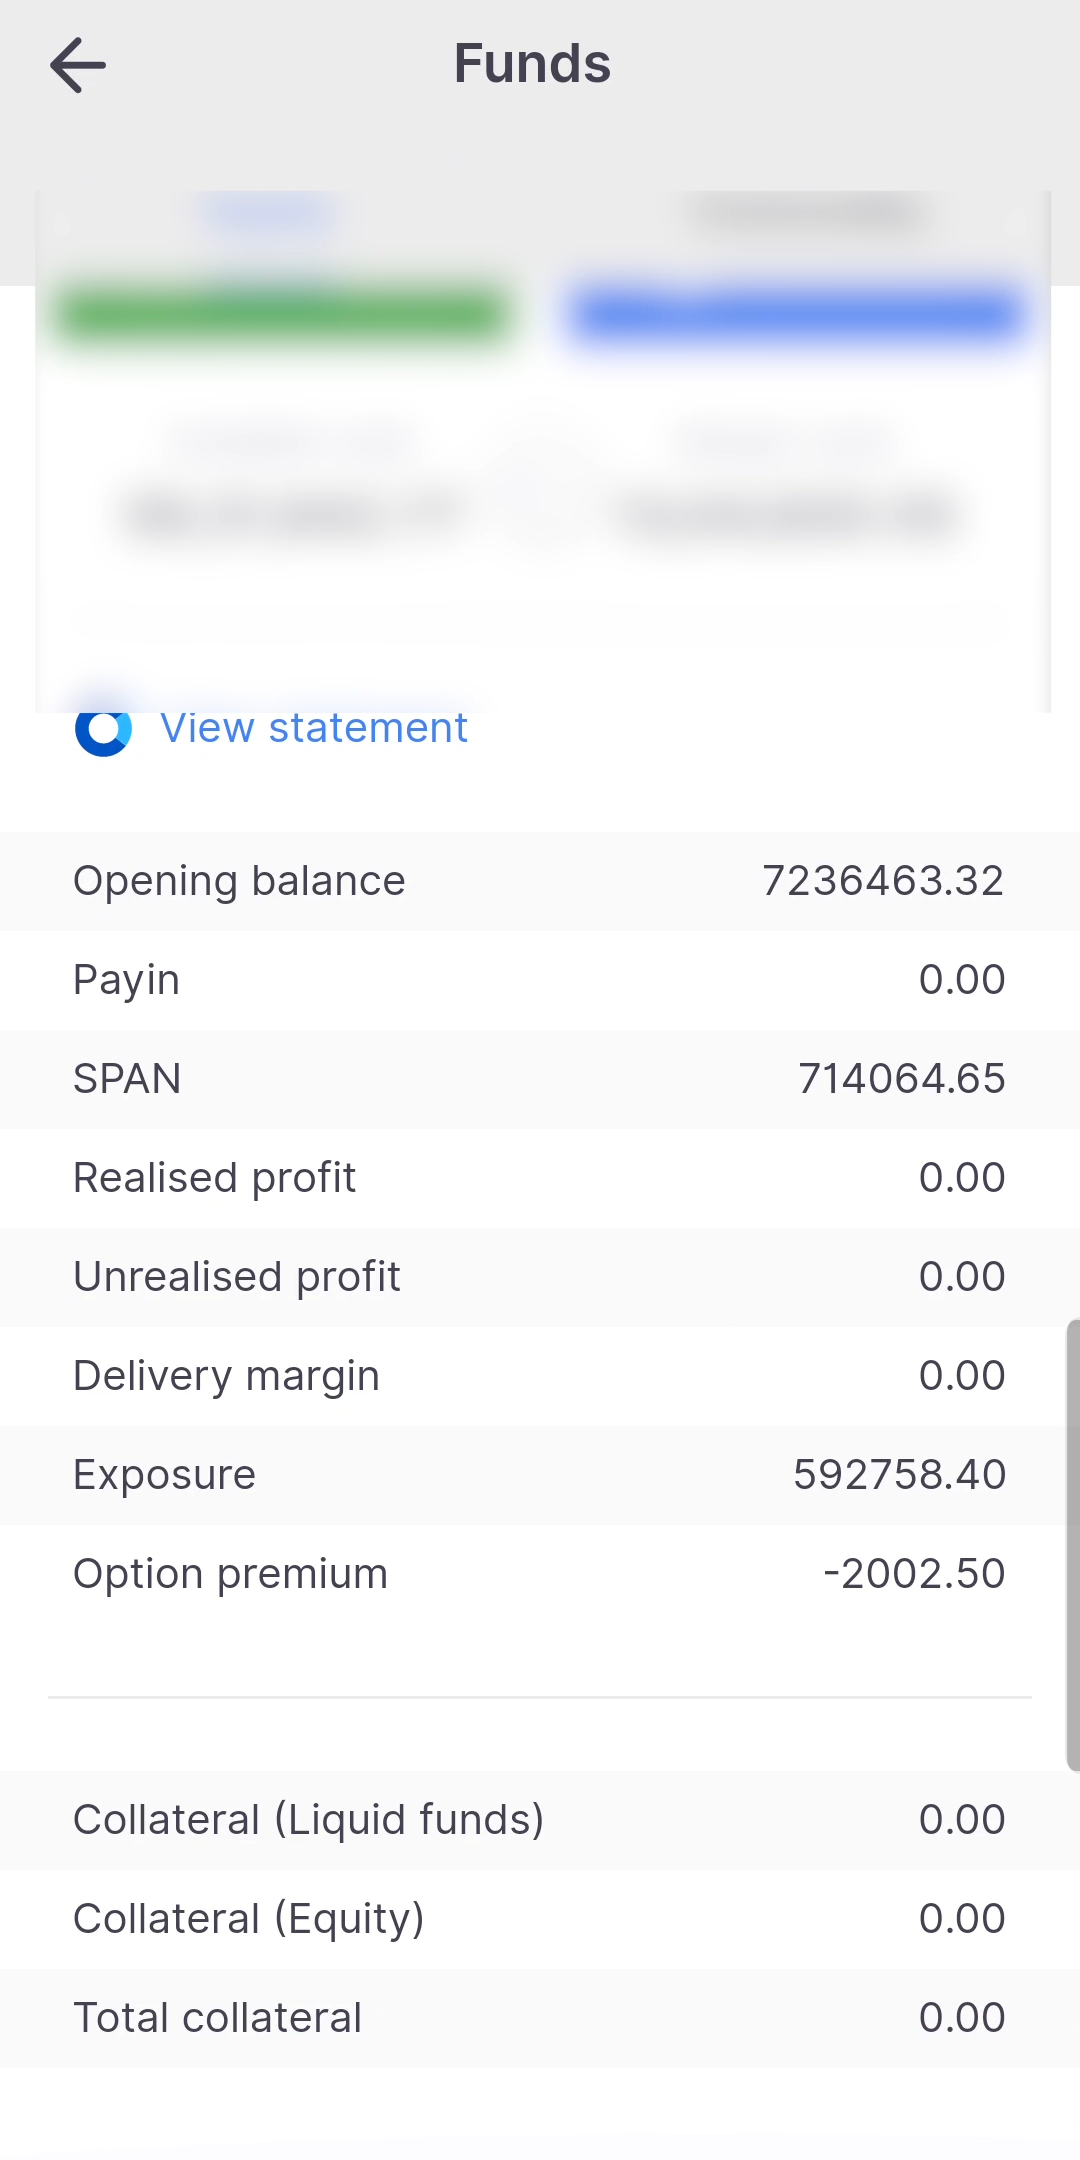 Funds
View statement
Opening balance 7236463.32
Payin 0.00
SPAN 714064.65
Realised profit 0.00
Unrealised profit 0.00
Delivery margin 0.00
Exposure 592758.40
Option premium -2002.50
Collateral (Liquid funds) 0.00
Collateral (Equity) 0.00
Total collateral 0.00